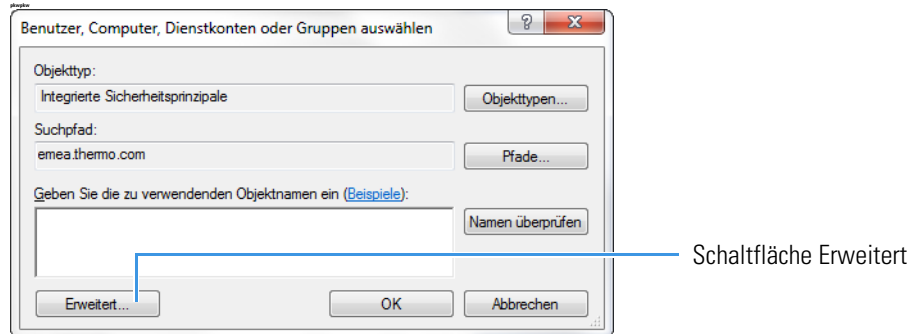 pkwpkw
Benutzer, Computer, Dienstkonten oder Gruppen auswählen
Objekttyp:
Integrierte Sicherheitsprinzipale
Objekttypen...
Suchpfad:
emea.thermo.com
Pfade...
Geben Sie die zu verwendenden Objektnamen ein (Beispiele):
Namen überprüfen
Schaltfläche Erweitert
Erweitert...
OK
Abbrechen